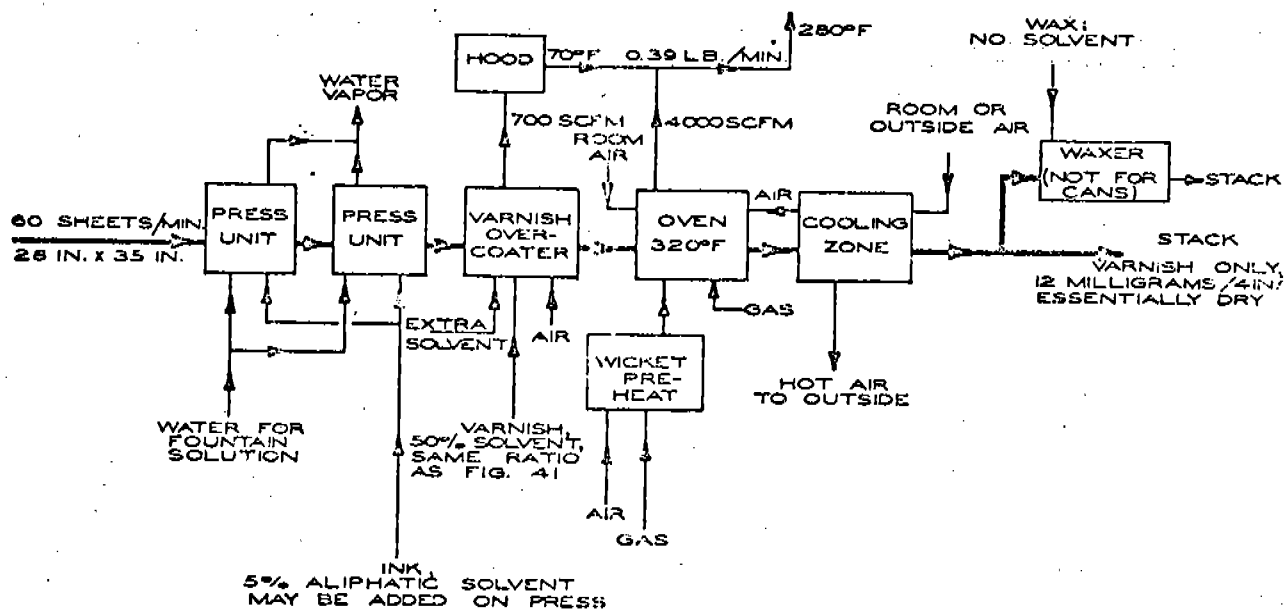 WAX:
NO SOLVENT
280°F
HOOD
70°F
0.39 LB./MIN.
WATER
VAPOR
700 SCFM
ROOM
AIR
4000 SCFM
ROOM OR
OUTSIDE AIR
WAXER
(NOT FOR
CANS)
STACK
60 SHEETS/MIN.
28 IN. X 35 IN.
PRESS
UNIT
PRESS
UNIT
VARNISH
OVER-
COATER
OVEN
320°F
AIR
COOLING
ZONE
STACK
VARNISH ONLY,
12 MILLIGRAMS/4IN.
ESSENTIALLY DRY
EXTRA
SOLVENT
AIR
GAS
WICKET
PRE-
HEAT
HOT AIR
TO OUTSIDE
WATER FOR
FOUNTAIN
SOLUTION
VARNISH,
50% SOLVENT,
SAME RATIO
AS FIG. 41
AIR
GAS
INK,
5% ALIPHATIC SOLVENT
MAY BE ADDED ON PRESS